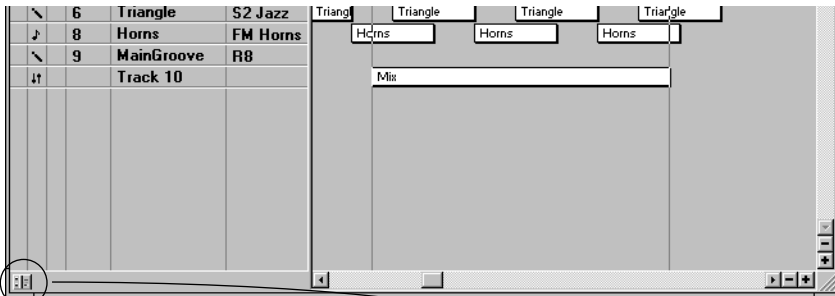 6 Triangle S2 Jazz Triangl Triangle Triangle Triangle
8 Horns FM Horns Horns Horns Horns
9 MainGroove R8
Track 10 Mix